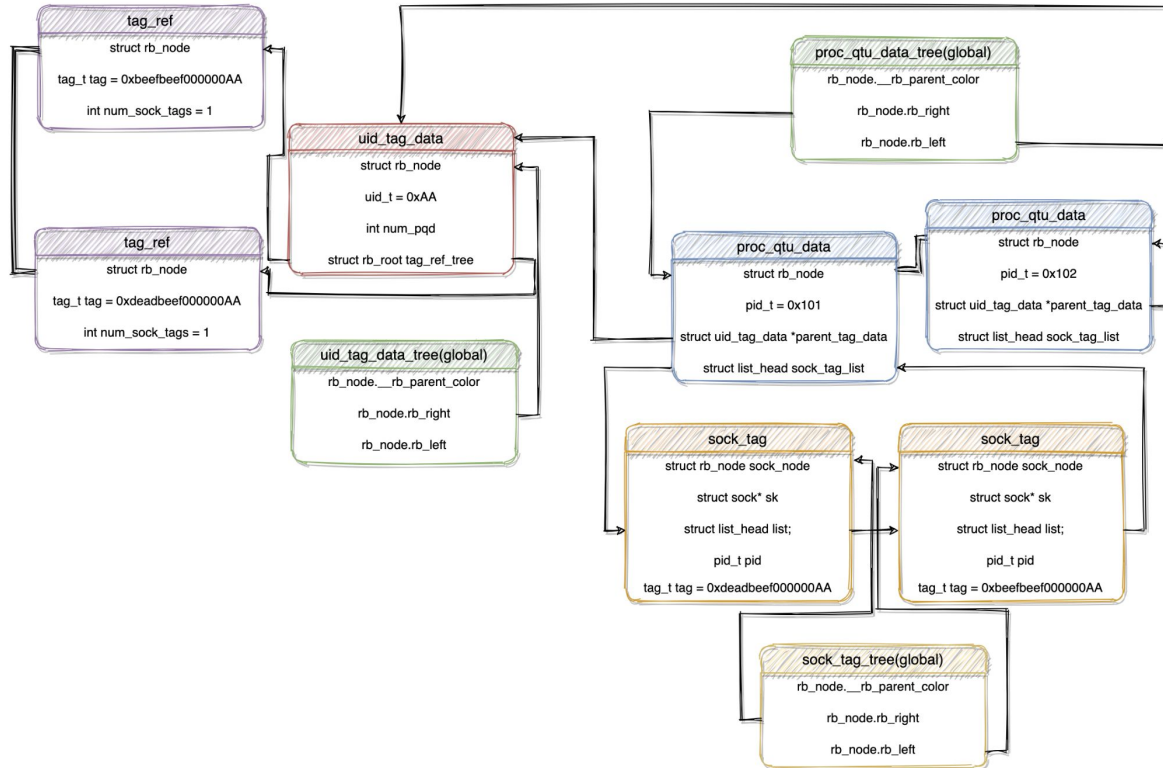 tag_ref
struct rb_node
tag_t tag = 0xbeefbeef000000AA
int num_sock_tags = 1
tag_ref
struct rb_node
tag_t tag = 0xdeadbeef000000AA
int num_sock_tags = 1
uid_tag_data
struct rb_node
uid_t = 0xAA
int num_pqd
struct rb_root tag_ref_tree
uid_tag_data_tree(global)
rb_node.__rb_parent_color
rb_node.rb_right
rb_node.rb_left
proc_qtu_data_tree(global)
rb_node.__rb_parent_color
rb_node.rb_right
rb_node.rb_left
proc_qtu_data
struct rb_node
pid_t = 0x101
struct uid_tag_data *parent_tag_data
struct list_head sock_tag_list
proc_qtu_data
struct rb_node
pid_t = 0x102
struct uid_tag_data *parent_tag_data
struct list_head sock_tag_list
sock_tag
struct rb_node sock_node
struct sock* sk
struct list_head list;
pid_t pid
tag_t tag = 0xdeadbeef000000AA
sock_tag
struct rb_node sock_node
struct sock* sk
struct list_head list;
pid_t pid
tag_t tag = 0xbeefbeef000000AA
sock_tag_tree(global)
rb_node.__rb_parent_color
rb_node.rb_right
rb_node.rb_left